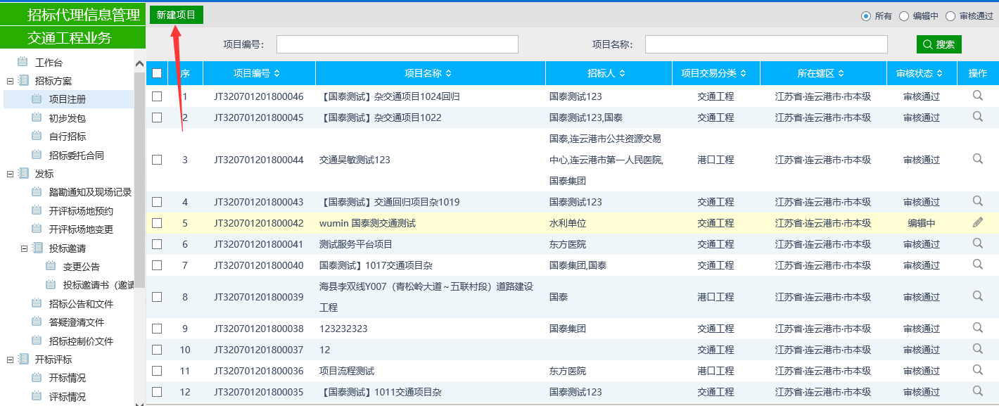 招标代理信息管理
交通工程业务
工作台
招标方案
项目注册
初步发包
自行招标
招标委托合同
发标
踏勘通知及现场记录
开评标场地预约
开评标场地变更
投标邀请
变更公告
投标邀请书（邀请
招标公告和文件
答疑澄清文件
招标控制价文件
开标评标
开标情况
评标情况
新建项目
所有 编辑中 审核通过
项目编号： 项目名称： 搜索
序 项目编号 项目名称 招标人 项目交易分类 所在辖区 审核状态 操作
1 JT320701201800046 【国泰测试】杂交通项目1024回归 国泰测试123 交通工程 江苏省·连云港市·市本级 审核通过
2 JT320701201800045 【国泰测试】杂交通项目1022 国泰测试123,国泰 交通工程 江苏省·连云港市·市本级 审核通过
国泰,连云港市公共资源交易
3 JT320701201800044 交通吴敏测试123 中心,连云港市第一人民医院, 港口工程 江苏省·连云港市·市本级 审核通过
国泰集团
4 JT320701201800043 【国泰测试】交通回归项目杂1019 国泰测试123 交通工程 江苏省·连云港市·市本级 审核通过
5 JT320701201800042 wumin 国泰测交通测试 水利单位 交通工程 江苏省·连云港市·市本级 编辑中
6 JT320701201800041 测试服务平台项目 东方医院 交通工程 江苏省·连云港市·市本级 审核通过
7 JT320701201800040 国泰测试】1017交通项目杂 国泰集团,国泰 交通工程 江苏省·连云港市·市本级 审核通过
海县李双线Y007（青松岭大道～五联村段）道路建设
8 JT320701201800039 国泰 港口工程 江苏省·连云港市·市本级 审核通过
工程
9 JT320701201800038 123232323 国泰集团 交通工程 江苏省·连云港市·市本级 审核通过
10 JT320701201800037 12 交通工程 江苏省·连云港市·市本级 审核通过
11 JT320701201800036 项目流程测试 东方医院 港口工程 江苏省·连云港市·市本级 审核通过
12 JT320701201800035 【国泰测试】1011交通项目杂 国泰测试123 交通工程 江苏省·连云港市·市本级 审核通过